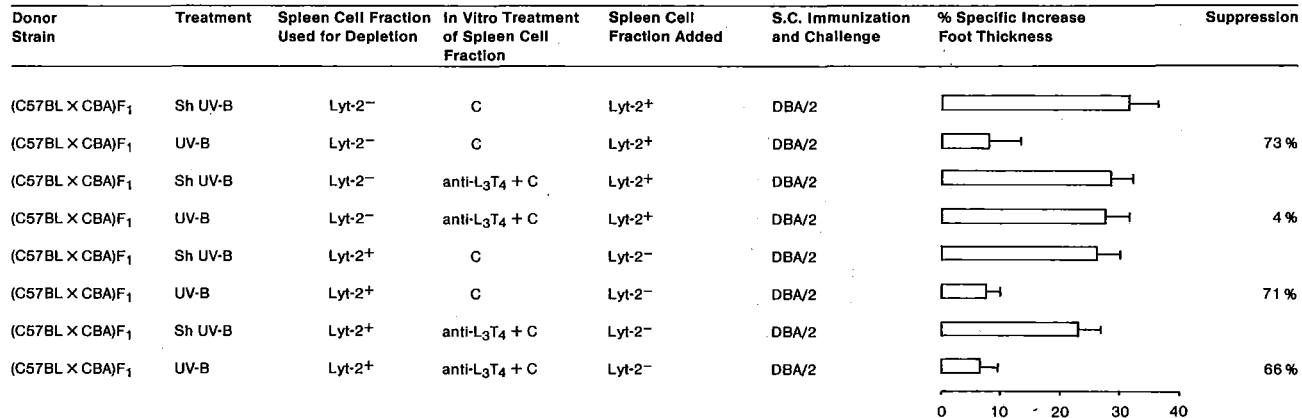 Donor Strain Treatment Spleen Cell Fraction Used for Depletion In Vitro Treatment of Spleen Cell Fraction Spleen Cell Fraction Added S.C. Immunization and Challenge % Specific Increase Foot Thickness Suppression
(C57BL X CBA)F1 Sh UV-B Lyt-2− C Lyt-2+ DBA/2
(C57BL X CBA)F1 UV-B Lyt-2− C Lyt-2+ DBA/2 73 %
(C57BL X CBA)F1 Sh UV-B Lyt-2− anti-L3T4 + C Lyt-2+ DBA/2
(C57BL X CBA)F1 UV-B Lyt-2− anti-L3T4 + C Lyt-2+ DBA/2 4 %
(C57BL X CBA)F1 Sh UV-B Lyt-2+ C Lyt-2− DBA/2
(C57BL X CBA)F1 UV-B Lyt-2+ C Lyt-2− DBA/2 71 %
(C57BL X CBA)F1 Sh UV-B Lyt-2+ anti-L3T4 + C Lyt-2− DBA/2
(C57BL X CBA)F1 UV-B Lyt-2+ anti-L3T4 + C Lyt-2− DBA/2 66 %
0 10 20 30 40